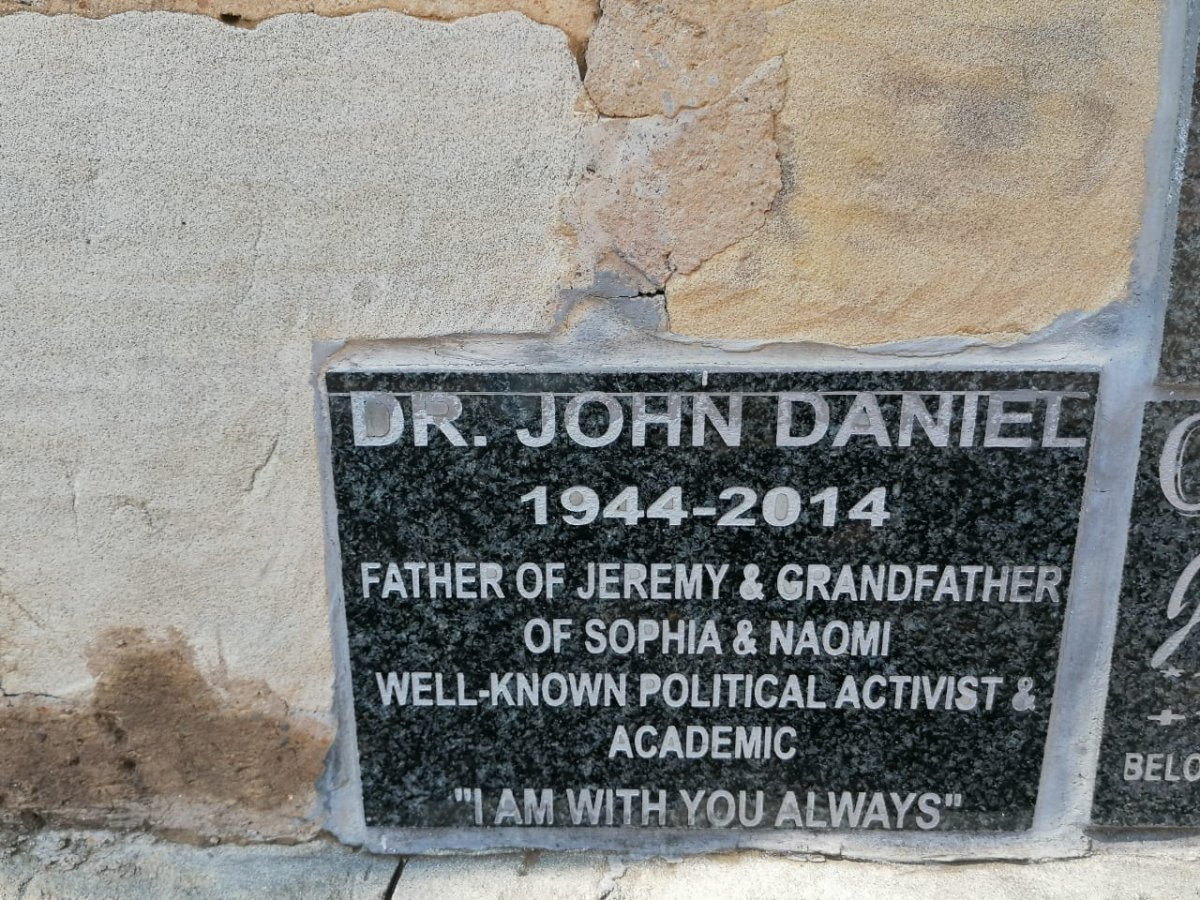 DR. JOHN DANIEL
1944-2014
FATHER OF JEREMY & GRANDFATHER
OF SOPHIA & NAOMI
WELL-KNOWN POLITICAL ACTIVIST &
ACADEMIC
"I AM WITH YOU ALWAYS"